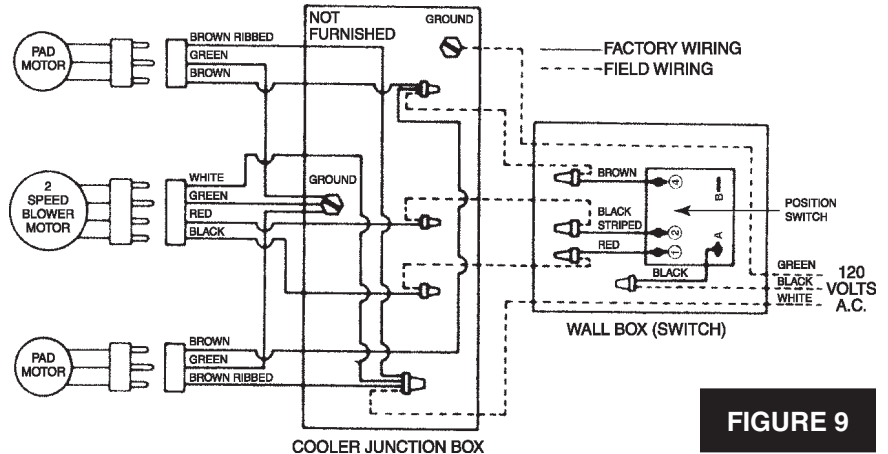 NOT
FURNISHED
GROUND
FACTORY WIRING
FIELD WIRING
PAD
MOTOR
BROWN RIBBED
GREEN
BROWN
2
SPEED
BLOWER
MOTOR
WHITE
GREEN
RED
BLACK
GROUND
BROWN
BLACK
STRIPED
RED
BLACK
4
2
1
B
A
POSITION
SWITCH
GREEN
BLACK
WHITE
120
VOLTS
A.C.
WALL BOX (SWITCH)
PAD
MOTOR
BROWN
GREEN
BROWN RIBBED
COOLER JUNCTION BOX
FIGURE 9